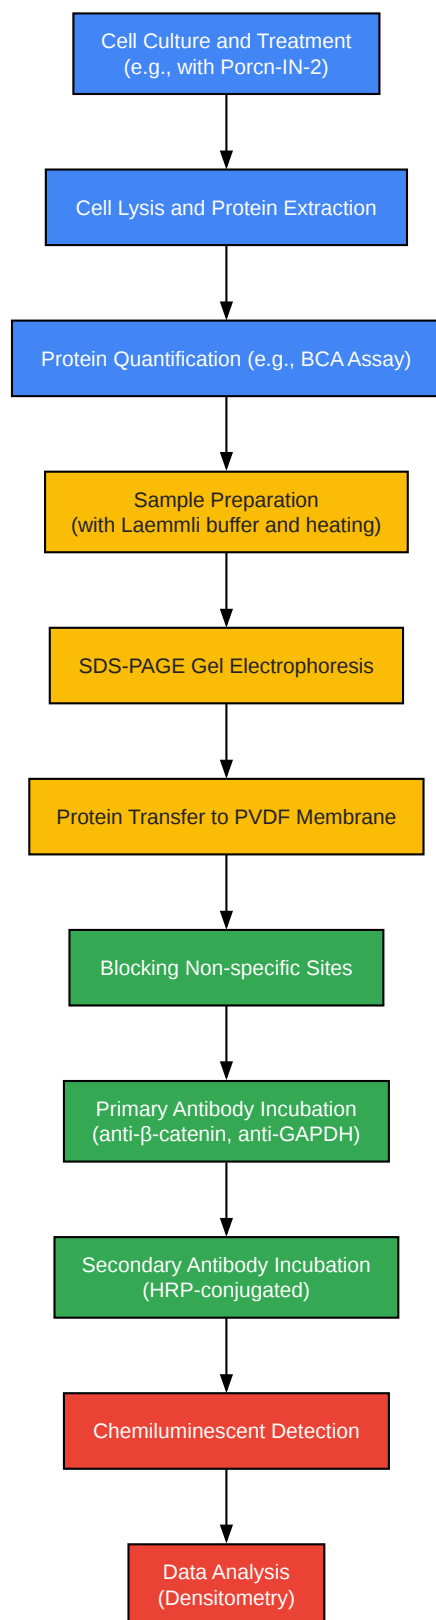 Cell Culture and Treatment
(e.g., with Porcn-IN-2)
Cell Lysis and Protein Extraction
Protein Quantification (e.g., BCA Assay)
Sample Preparation
(with Laemmli buffer and heating)
SDS-PAGE Gel Electrophoresis
Protein Transfer to PVDF Membrane
Blocking Non-specific Sites
Primary Antibody Incubation
(anti-β-catenin, anti-GAPDH)
Secondary Antibody Incubation
(HRP-conjugated)
Chemiluminescent Detection
Data Analysis
(Densitometry)